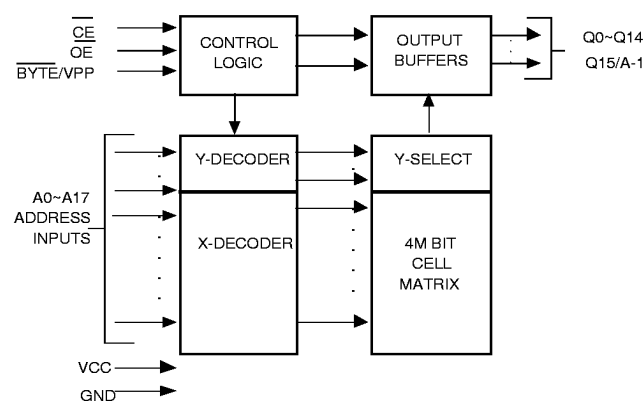 CE
OE
BYTE/VPP
CONTROL
LOGIC
OUTPUT
BUFFERS
Q0~Q14
Q15/A-1
A0~A17
ADDRESS
INPUTS
Y-DECODER
Y-SELECT
X-DECODER
4M BIT
CELL
MATRIX
VCC
GND